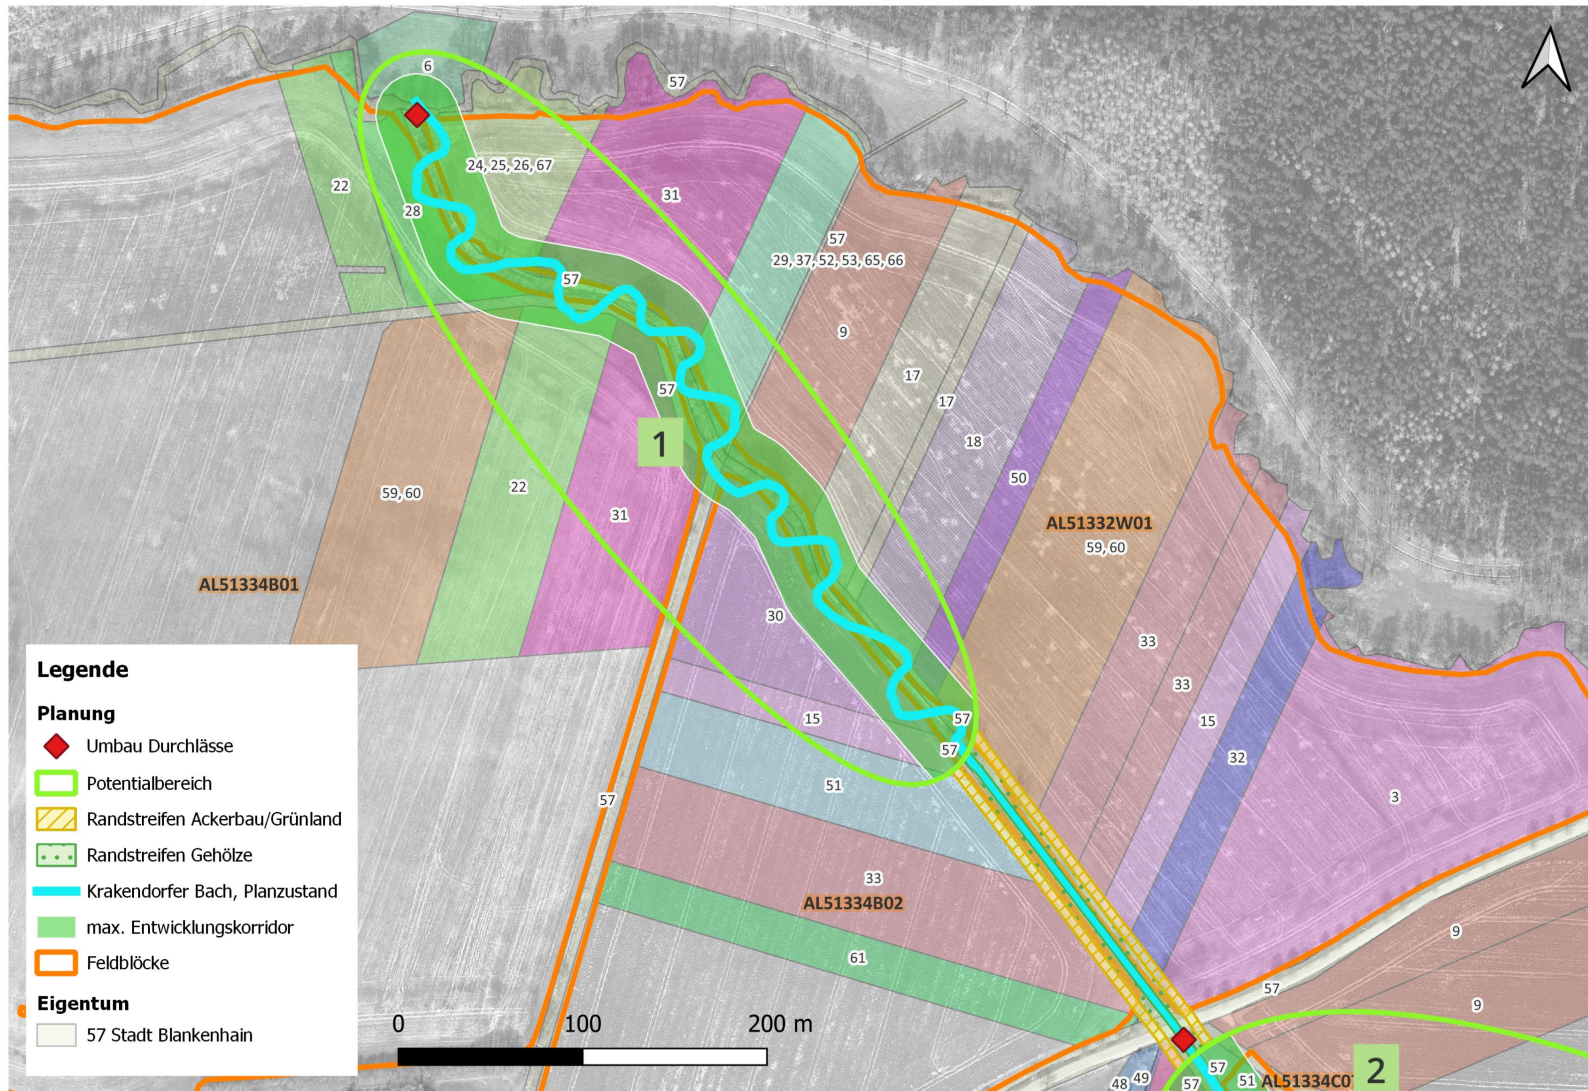 6
57
24, 25, 26, 67
22
31
28
57
29, 37, 52, 53, 65, 66
57
9
17
57
17
1
18
50
59, 60
22
31
AL51332W01
59, 60
AL51334B01
30
33
33
15
57
15
32
57
51
57
3
33
AL51334B02
9
61
57
9
57
48
49
57
51
AL51334C0
2
Legende
Planung
Umbau Durchlässe
Potentialbereich
Randstreifen Ackerbau/Grünland
Randstreifen Gehölze
Krakendorfer Bach, Planzustand
max. Entwicklungskorridor
Feldblöcke
Eigentum
57 Stadt Blankenhain
0 100 200 m